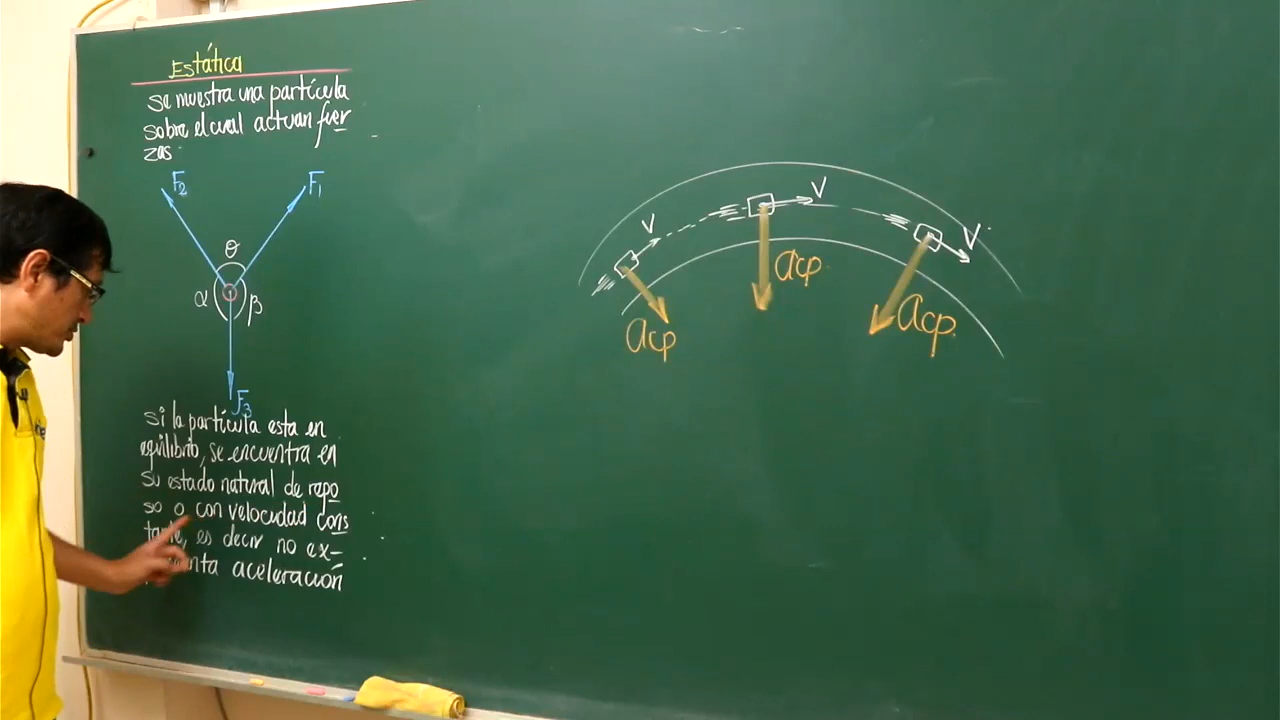 Estática
se muestra una partícula
sobre el cual actuan fuer
zas.
F2
F1
θ
α
β
F3
si la partícula esta en
equilibrio, se encuentra en
su estado natural de repo
so o con velocidad cons
es decir no ex-
aceleración
V
V
V
acp
acp.
acp.